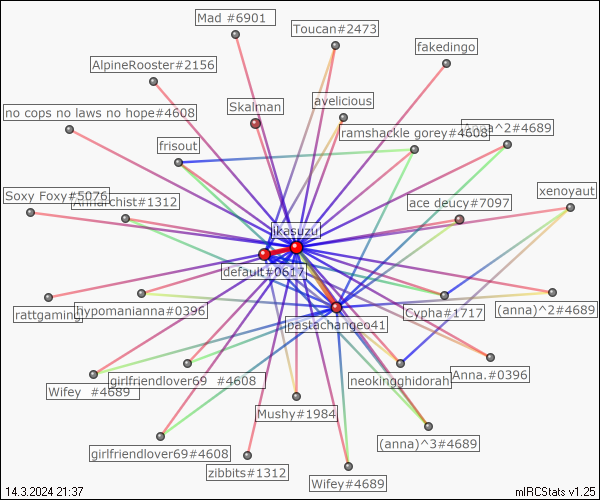 Mad #6901
Toucan#2473
fakedingo
AlpineRooster#2156
Skalman
avelicious
no cops no laws no hope#4608
ramshackle gorey#4608
Anna^2#4689
frisout
xenoyaut
Soxy Foxy#5076
Annarchist#1312
ace deucy#7097
ikasuzu
default#0617
rattgaming
hypomanianna#0396
Cypha#1717
(anna)^2#4689
pastachangeo41
Anna.#0396
Wifey #4689
girlfriendlover69 #4608
neokingghidorah
Mushy#1984
(anna)^3#4689
girlfriendlover69#4608
zibbits#1312
Wifey#4689
14.3.2024 21:37
mIRCStats v1.25